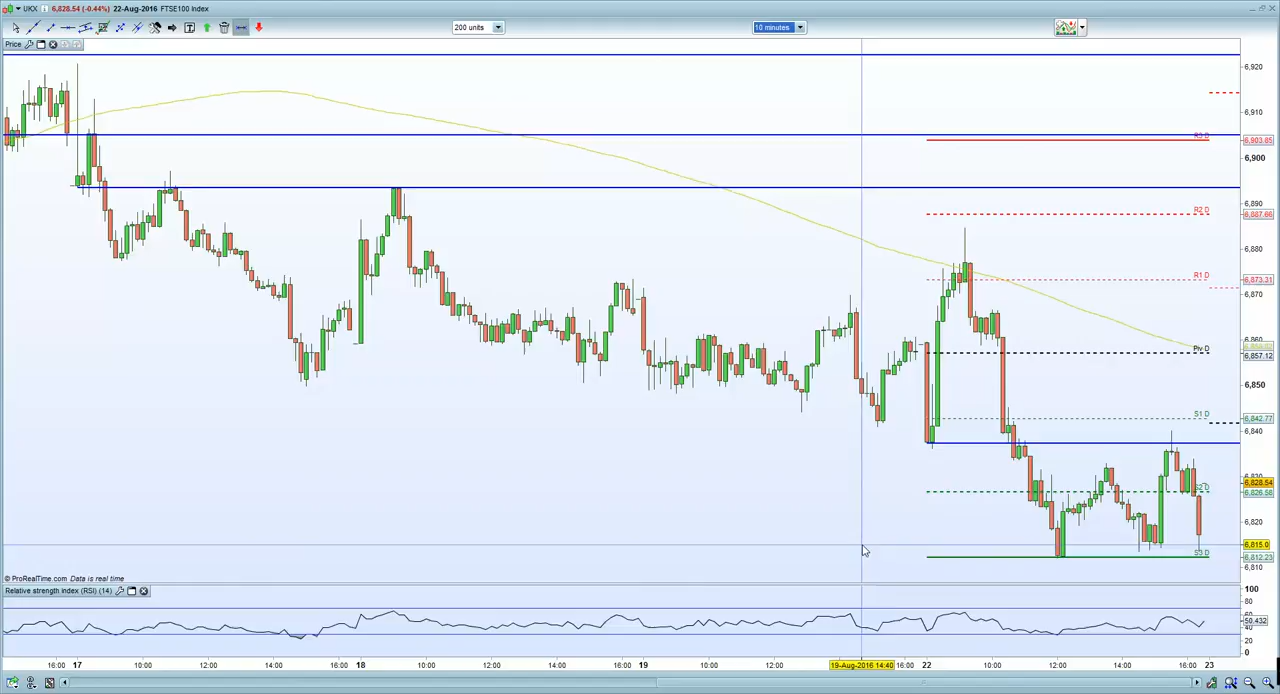 UKX 6,828.54 (-0.44%) 22-Aug-2016 FTSE100 Index
200 units
10 minutes
Price
6,920
6,910
R3 D
6,903.85
6,900
6,890
R2 D
6,887.66
6,880
R1 D
6,873.31
6,870
6,860
Piv D
6,857.12
6,850
S1 D
6,842.77
6,840
6,830
6,828.54
S2 D
6,826.58
6,820
6,815.0
S3 D
6,812.23
6,810
© ProRealTime.com Data is real time
Relative strength index (RSI) (14)
100
80
50.432
40
20
0
16:00 17 10:00 12:00 14:00 16:00 18 10:00 12:00 14:00 16:00 19 10:00 12:00 19-Aug-2016 14:40 16:00 22 10:00 12:00 14:00 16:00 23